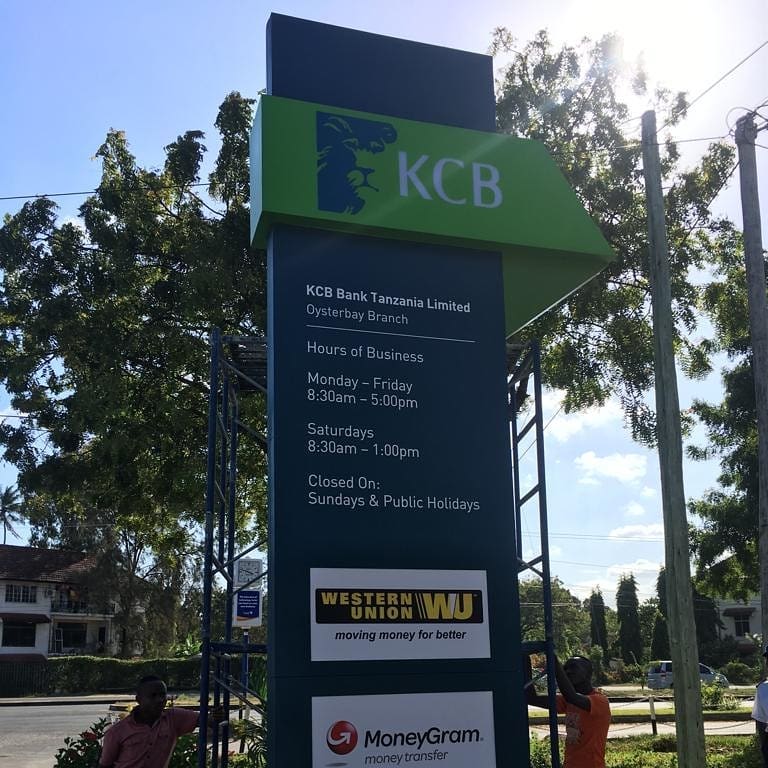 KCB
KCB Bank Tanzania Limited
Oysterbay Branch
Hours of Business
Monday – Friday
8:30am – 5:00pm
Saturdays
8:30am – 1:00pm
Closed On:
Sundays & Public Holidays
WESTERN UNION WU
moving money for better
MoneyGram.
money transfer